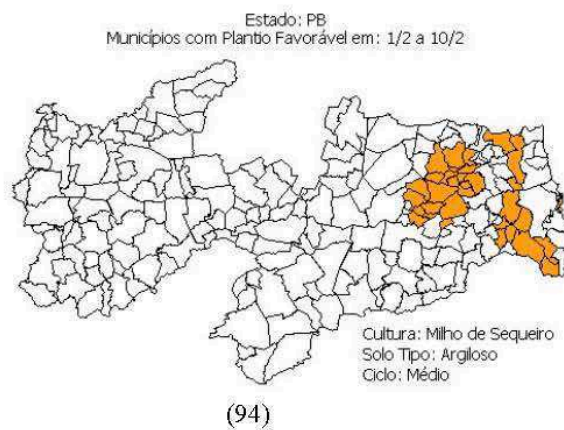 Estado: PB
Municípios com Plantio Favorável em: 1/2 a 10/2
Cultura: Milho de Sequeiro
Solo Tipo: Argiloso
Ciclo: Médio
(94)